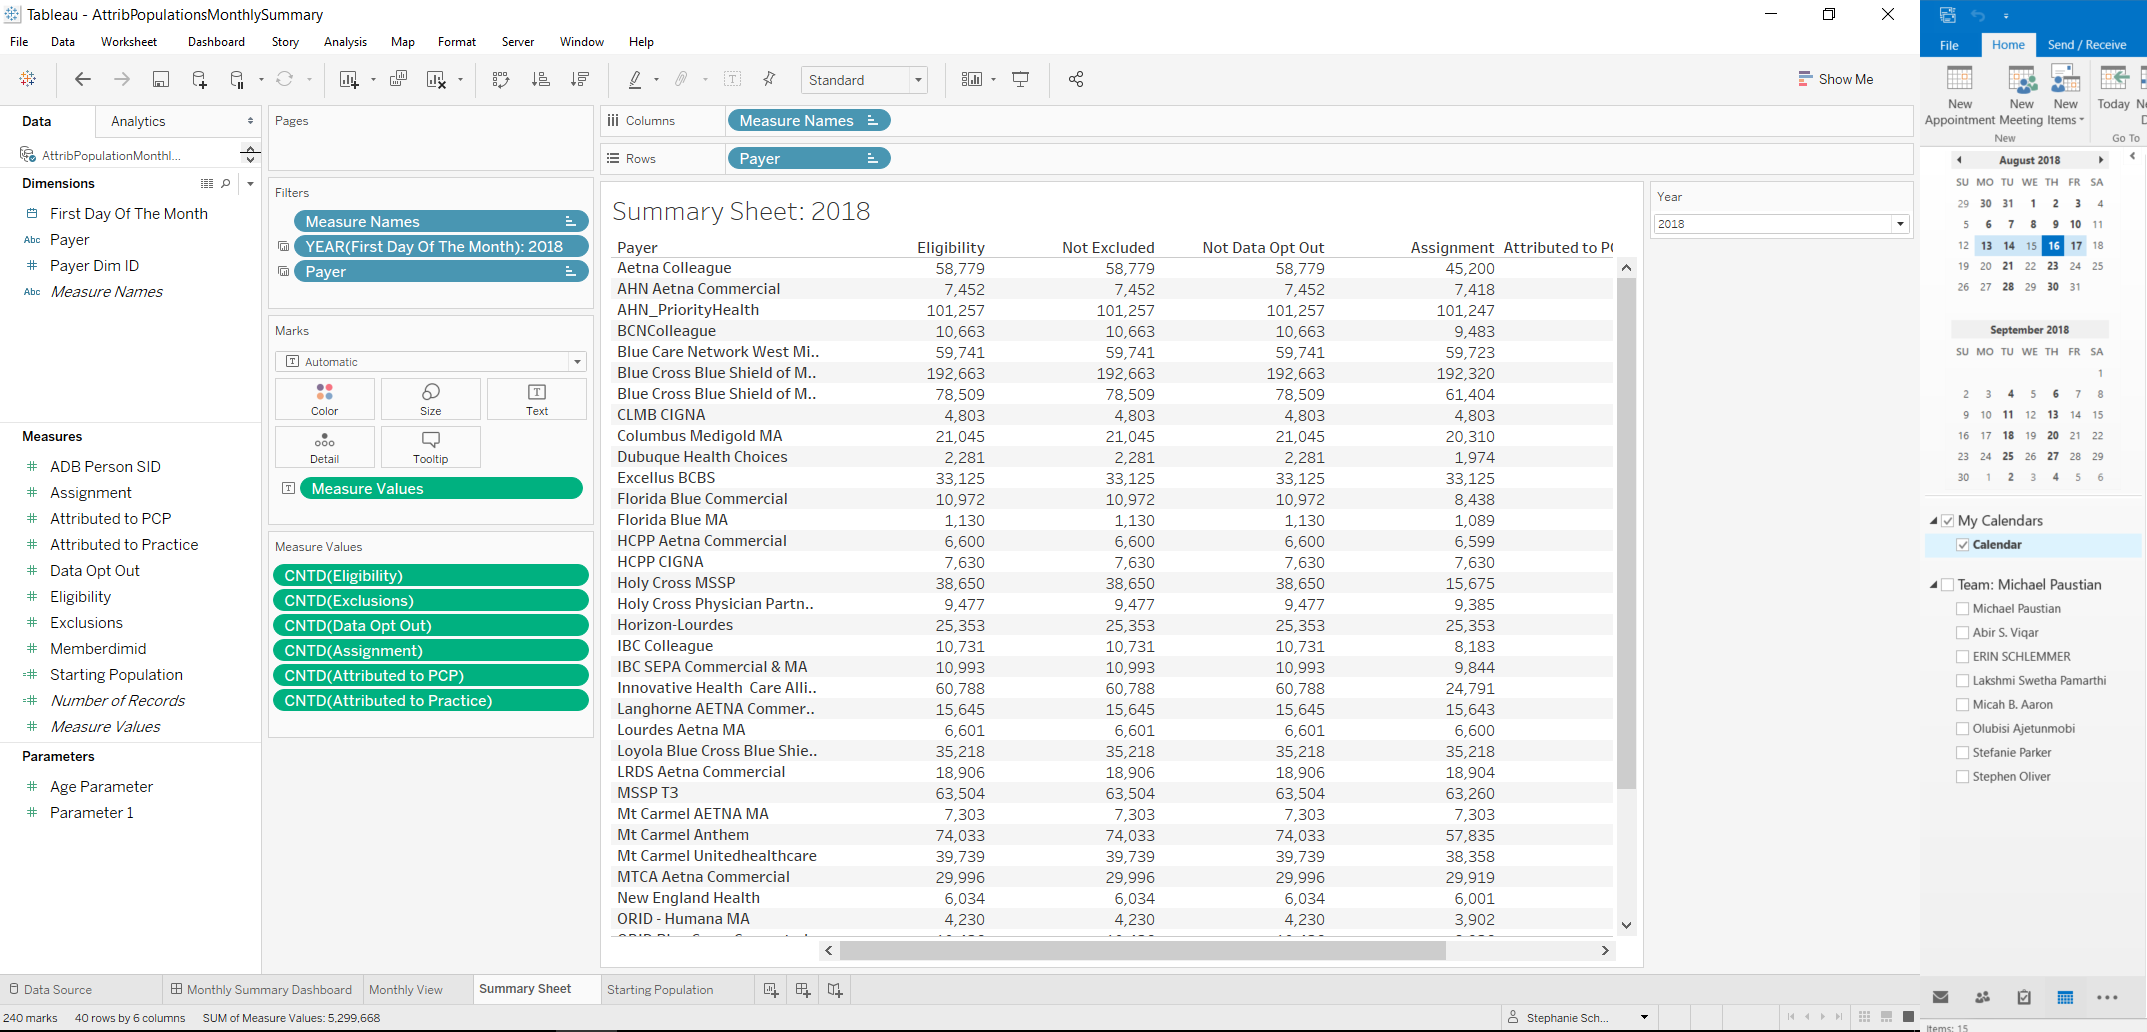 Tableau - AttribPopulationsMonthlySummary
File Data Worksheet Dashboard Story Analysis Map Format Server Window Help
Standard
Show Me
Data Analytics
AttribPopulationMonthl...
Dimensions
First Day Of The Month
Abc Payer
Payer Dim ID
Abc Measure Names
Measures
ADB Person SID
Assignment
Attributed to PCP
Attributed to Practice
Data Opt Out
Eligibility
Exclusions
Memberdimid
Starting Population
Number of Records
Measure Values
Parameters
Age Parameter
Parameter 1
Pages
Filters
Measure Names
YEAR(First Day Of The Month): 2018
Payer
Marks
Automatic
Color Size Text
Detail Tooltip
Measure Values
Measure Values
CNTD(Eligibility)
CNTD(Exclusions)
CNTD(Data Opt Out)
CNTD(Assignment)
CNTD(Attributed to PCP)
CNTD(Attributed to Practice)
Columns Measure Names
Rows Payer
Summary Sheet: 2018
Payer Eligibility Not Excluded Not Data Opt Out Assignment Attributed to
Aetna Colleague 58,779 58,779 58,779 45,200
AHN Aetna Commercial 7,452 7,452 7,452 7,418
AHN_PriorityHealth 101,257 101,257 101,257 101,247
BCNColleague 10,663 10,663 10,663 9,483
Blue Care Network West Mi.. 59,741 59,741 59,741 59,723
Blue Cross Blue Shield of M.. 192,663 192,663 192,663 192,320
Blue Cross Blue Shield of M.. 78,509 78,509 78,509 61,404
CLMB CIGNA 4,803 4,803 4,803 4,803
Columbus Medigold MA 21,045 21,045 21,045 20,310
Dubuque Health Choices 2,281 2,281 2,281 1,974
Excellus BCBS 33,125 33,125 33,125 33,125
Florida Blue Commercial 10,972 10,972 10,972 8,438
Florida Blue MA 1,130 1,130 1,130 1,089
HCPP Aetna Commercial 6,600 6,600 6,600 6,599
HCPP CIGNA 7,630 7,630 7,630 7,630
Holy Cross MSSP 38,650 38,650 38,650 15,675
Holy Cross Physician Partn.. 9,477 9,477 9,477 9,385
Horizon-Lourdes 25,353 25,353 25,353 25,353
IBC Colleague 10,731 10,731 10,731 8,183
IBC SEPA Commercial & MA 10,993 10,993 10,993 9,844
Innovative Health Care Alli.. 60,788 60,788 60,788 24,791
Langhorne AETNA Commer.. 15,645 15,645 15,645 15,643
Lourdes Aetna MA 6,601 6,601 6,601 6,600
Loyola Blue Cross Blue Shie.. 35,218 35,218 35,218 35,218
LRDS Aetna Commercial 18,906 18,906 18,906 18,904
MSSP T3 63,504 63,504 63,504 63,260
Mt Carmel AETNA MA 7,303 7,303 7,303 7,303
Mt Carmel Anthem 74,033 74,033 74,033 57,835
Mt Carmel Unitedhealthcare 39,739 39,739 39,739 38,358
MTCA Aetna Commercial 29,996 29,996 29,996 29,919
New England Health 6,034 6,034 6,034 6,001
ORID - Humana MA 4,230 4,230 4,230 3,902
Year
2018
Data Source Monthly Summary Dashboard Monthly View Summary Sheet Starting Population
240 marks 40 rows by 6 columns SUM of Measure Values: 5,299,668
Stephanie Sch...
File Home Send / Receive
New Appointment
New Meeting
New Items
Today
New Go To
August 2018
SU MO TU WE TH FR SA
29 30 31 1 2 3 4
5 6 7 8 9 10 11
12 13 14 15 16 17 18
19 20 21 22 23 24 25
26 27 28 29 30 31
September 2018
SU MO TU WE TH FR SA
1
2 3 4 5 6 7 8
9 10 11 12 13 14 15
16 17 18 19 20 21 22
23 24 25 26 27 28 29
30 1 2 3 4 5 6
My Calendars
Calendar
Team: Michael Paustian
Michael Paustian
Abir S. Viqar
ERIN SCHLEMMER
Lakshmi Swetha Pamarthi
Micah B. Aaron
Olubisi Ajetunmobi
Stefanie Parker
Stephen Oliver
Items: 15